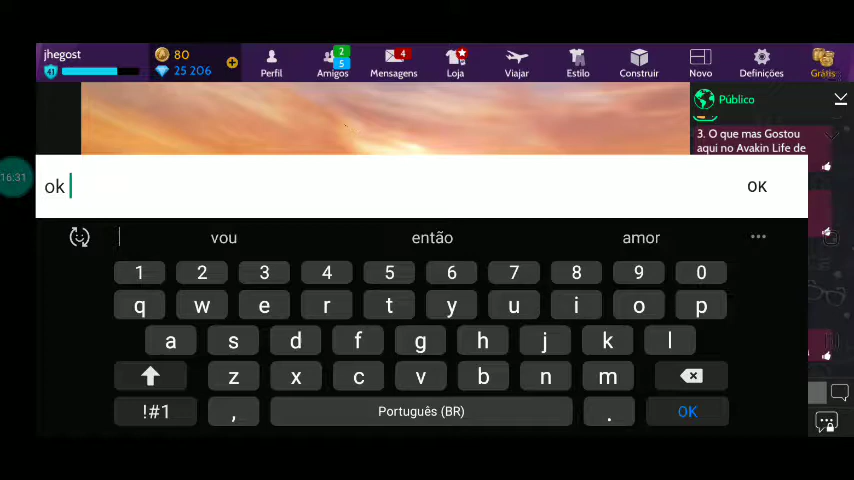 jhegost
41
80
25 206
2
5
4
Perfil
Amigos
Mensagens
Loja
Viajar
Estilo
Construir
Novo
Definições
Grátis
Público
3. O que mas Gostou
aqui no Avakin Life de
16:31
ok
OK
vou
então
amor
1 2 3 4 5 6 7 8 9 0
q w e r t y u i o p
a s d f g h j k l
z x c v b n m
!#1 , Português (BR) . OK